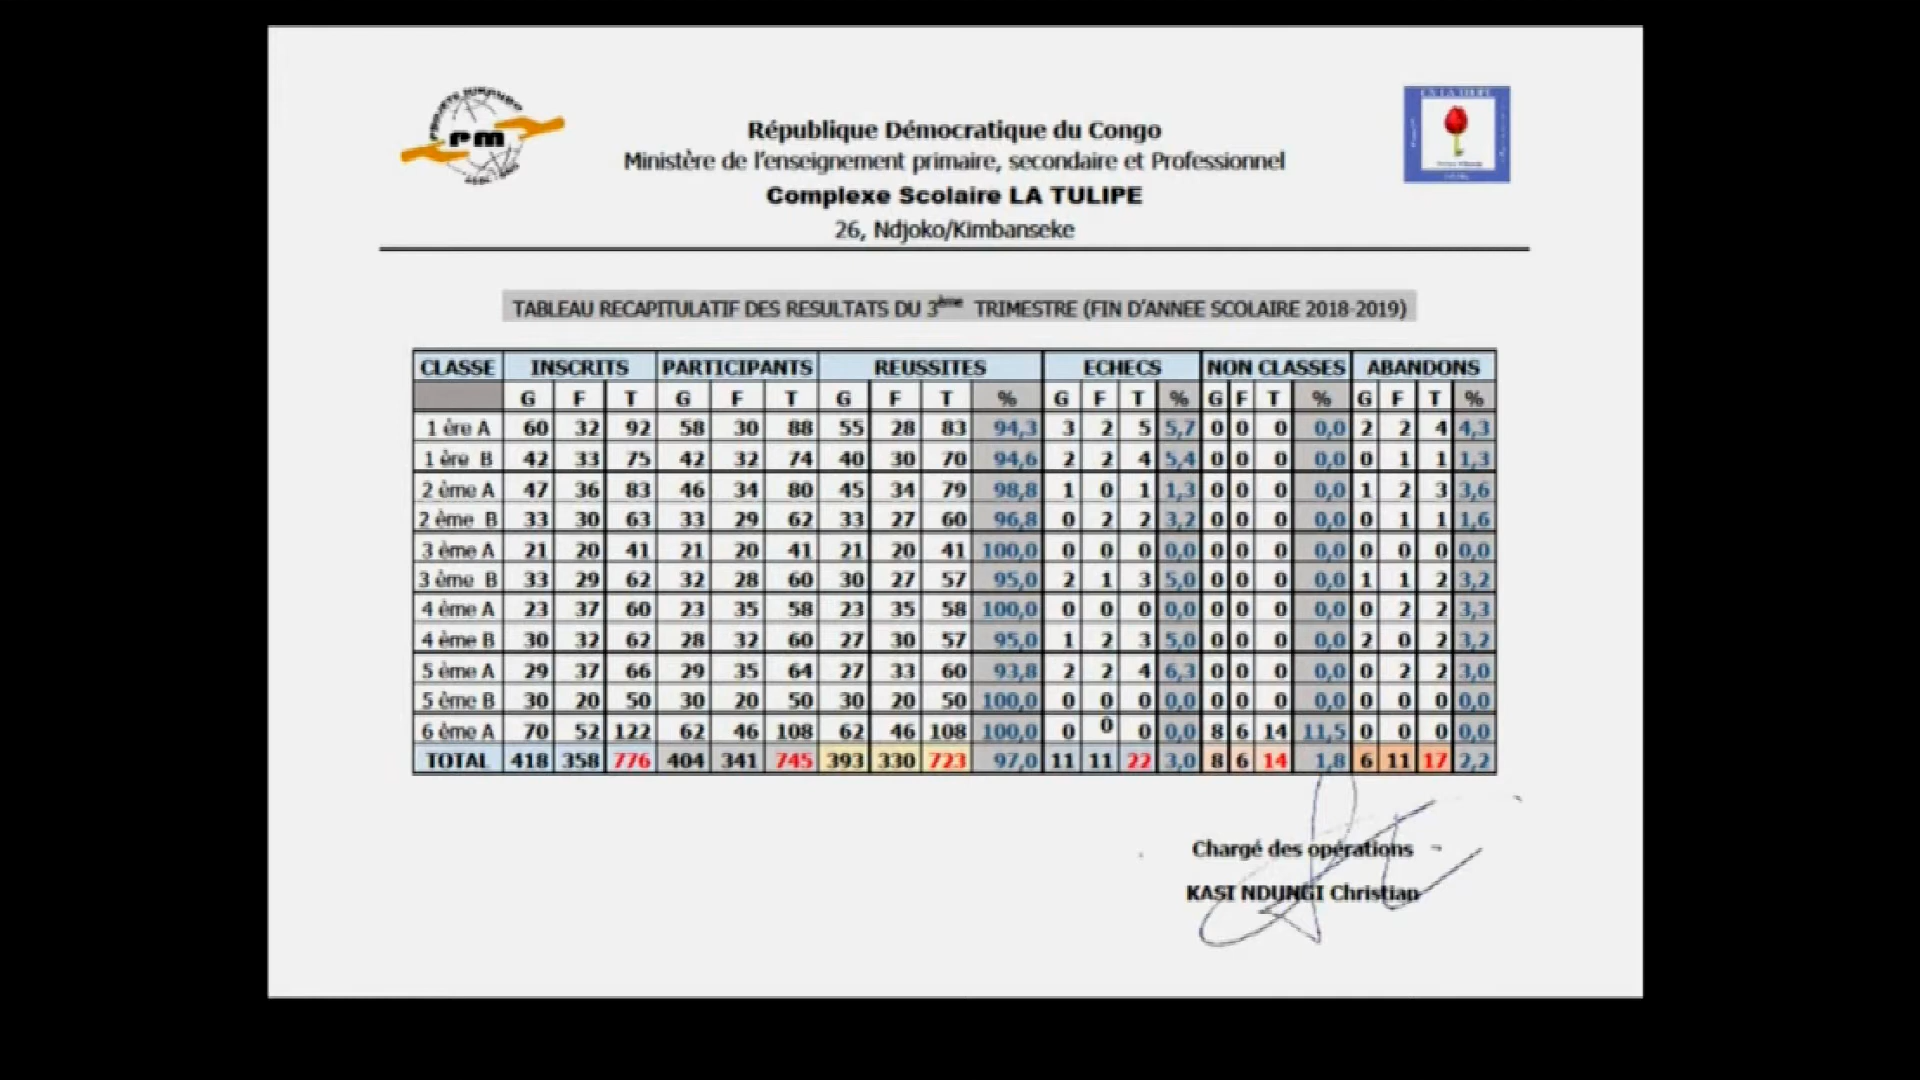 PROJETS
PM
République Démocratique du Congo
Ministère de l'enseignement primaire, secondaire et Professionnel
Complexe Scolaire LA TULIPE
26, Ndjoko/Kimbanseke
TABLEAU RECAPITULATIF DES RESULTATS DU 3ème TRIMESTRE (FIN D'ANNEE SCOLAIRE 2018-2019)
CLASSE INSCRITS PARTICIPANTS REUSSITES ECHECS NON CLASSES ABANDONS
G F T G F T G F T % G F T % G F T % G F T %
1 ère A 60 32 92 58 30 88 55 28 83 94,3 3 2 5 5,7 0 0 0 0,0 2 2 4 4,3
1 ère B 42 33 75 42 32 74 40 30 70 94,6 2 2 4 5,4 0 0 0 0,0 0 1 1 1,3
2 ème A 47 36 83 46 34 80 45 34 79 98,8 1 0 1 1,3 0 0 0 0,0 1 2 3 3,6
2 ème B 33 30 63 33 29 62 33 27 60 96,8 0 2 2 3,2 0 0 0 0,0 0 1 1 1,6
3 ème A 21 20 41 21 20 41 21 20 41 100,0 0 0 0 0,0 0 0 0 0,0 0 0 0 0,0
3 ème B 33 29 62 32 28 60 30 27 57 95,0 2 1 3 5,0 0 0 0 0,0 1 1 2 3,2
4 ème A 23 37 60 23 35 58 23 35 58 100,0 0 0 0 0,0 0 0 0 0,0 0 2 2 3,3
4 ème B 30 32 62 28 32 60 27 30 57 95,0 1 2 3 5,0 0 0 0 0,0 2 0 2 3,2
5 ème A 29 37 66 29 35 64 27 33 60 93,8 2 2 4 6,3 0 0 0 0,0 0 2 2 3,0
5 ème B 30 20 50 30 20 50 30 20 50 100,0 0 0 0 0,0 0 0 0 0,0 0 0 0 0,0
6 ème A 70 52 122 62 46 108 62 46 108 100,0 0 0 0 0,0 8 6 14 11,5 0 0 0 0,0
TOTAL 418 358 776 404 341 745 393 330 723 97,0 11 11 22 3,0 8 6 14 1,8 6 11 17 2,2
Chargé des opérations
KASI NDUNGI Christian